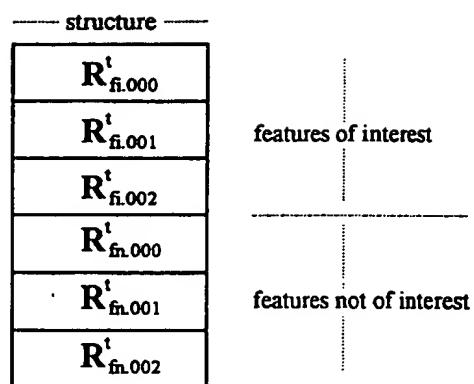 structure
R^t_fi.000
R^t_fi.001
features of interest
R^t_fi.002
R^t_fn.000
R^t_fn.001
features not of interest
R^t_fn.002